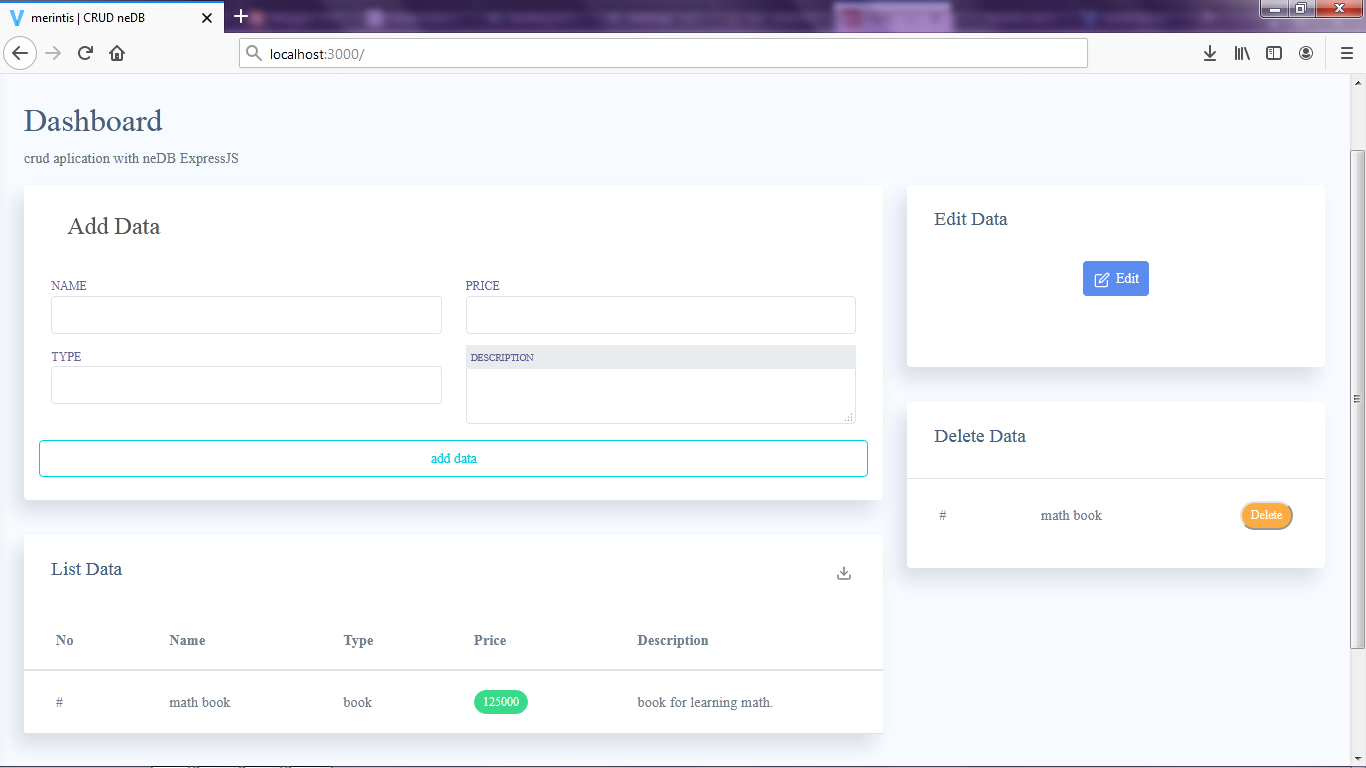 merintis | CRUD neDB
localhost:3000/
Dashboard
crud aplication with neDB ExpressJS
Add Data
NAME
PRICE
TYPE
DESCRIPTION
add data
Edit Data
Edit
Delete Data
# math book Delete
List Data
No Name Type Price Description
# math book book 125000 book for learning math.